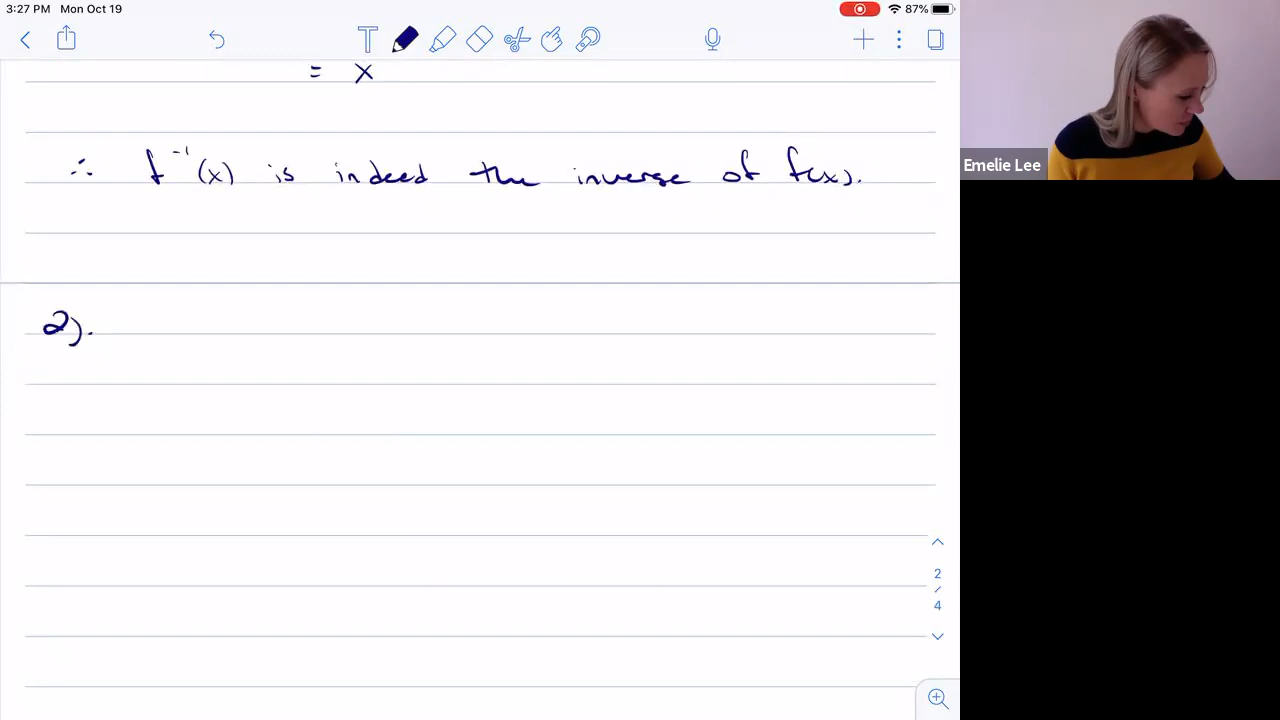 3:27 PM Mon Oct 19
87%
T
= x
∴ f⁻¹(x) is indeed the inverse of f(x).
Emelie Lee
2).
2
/
4